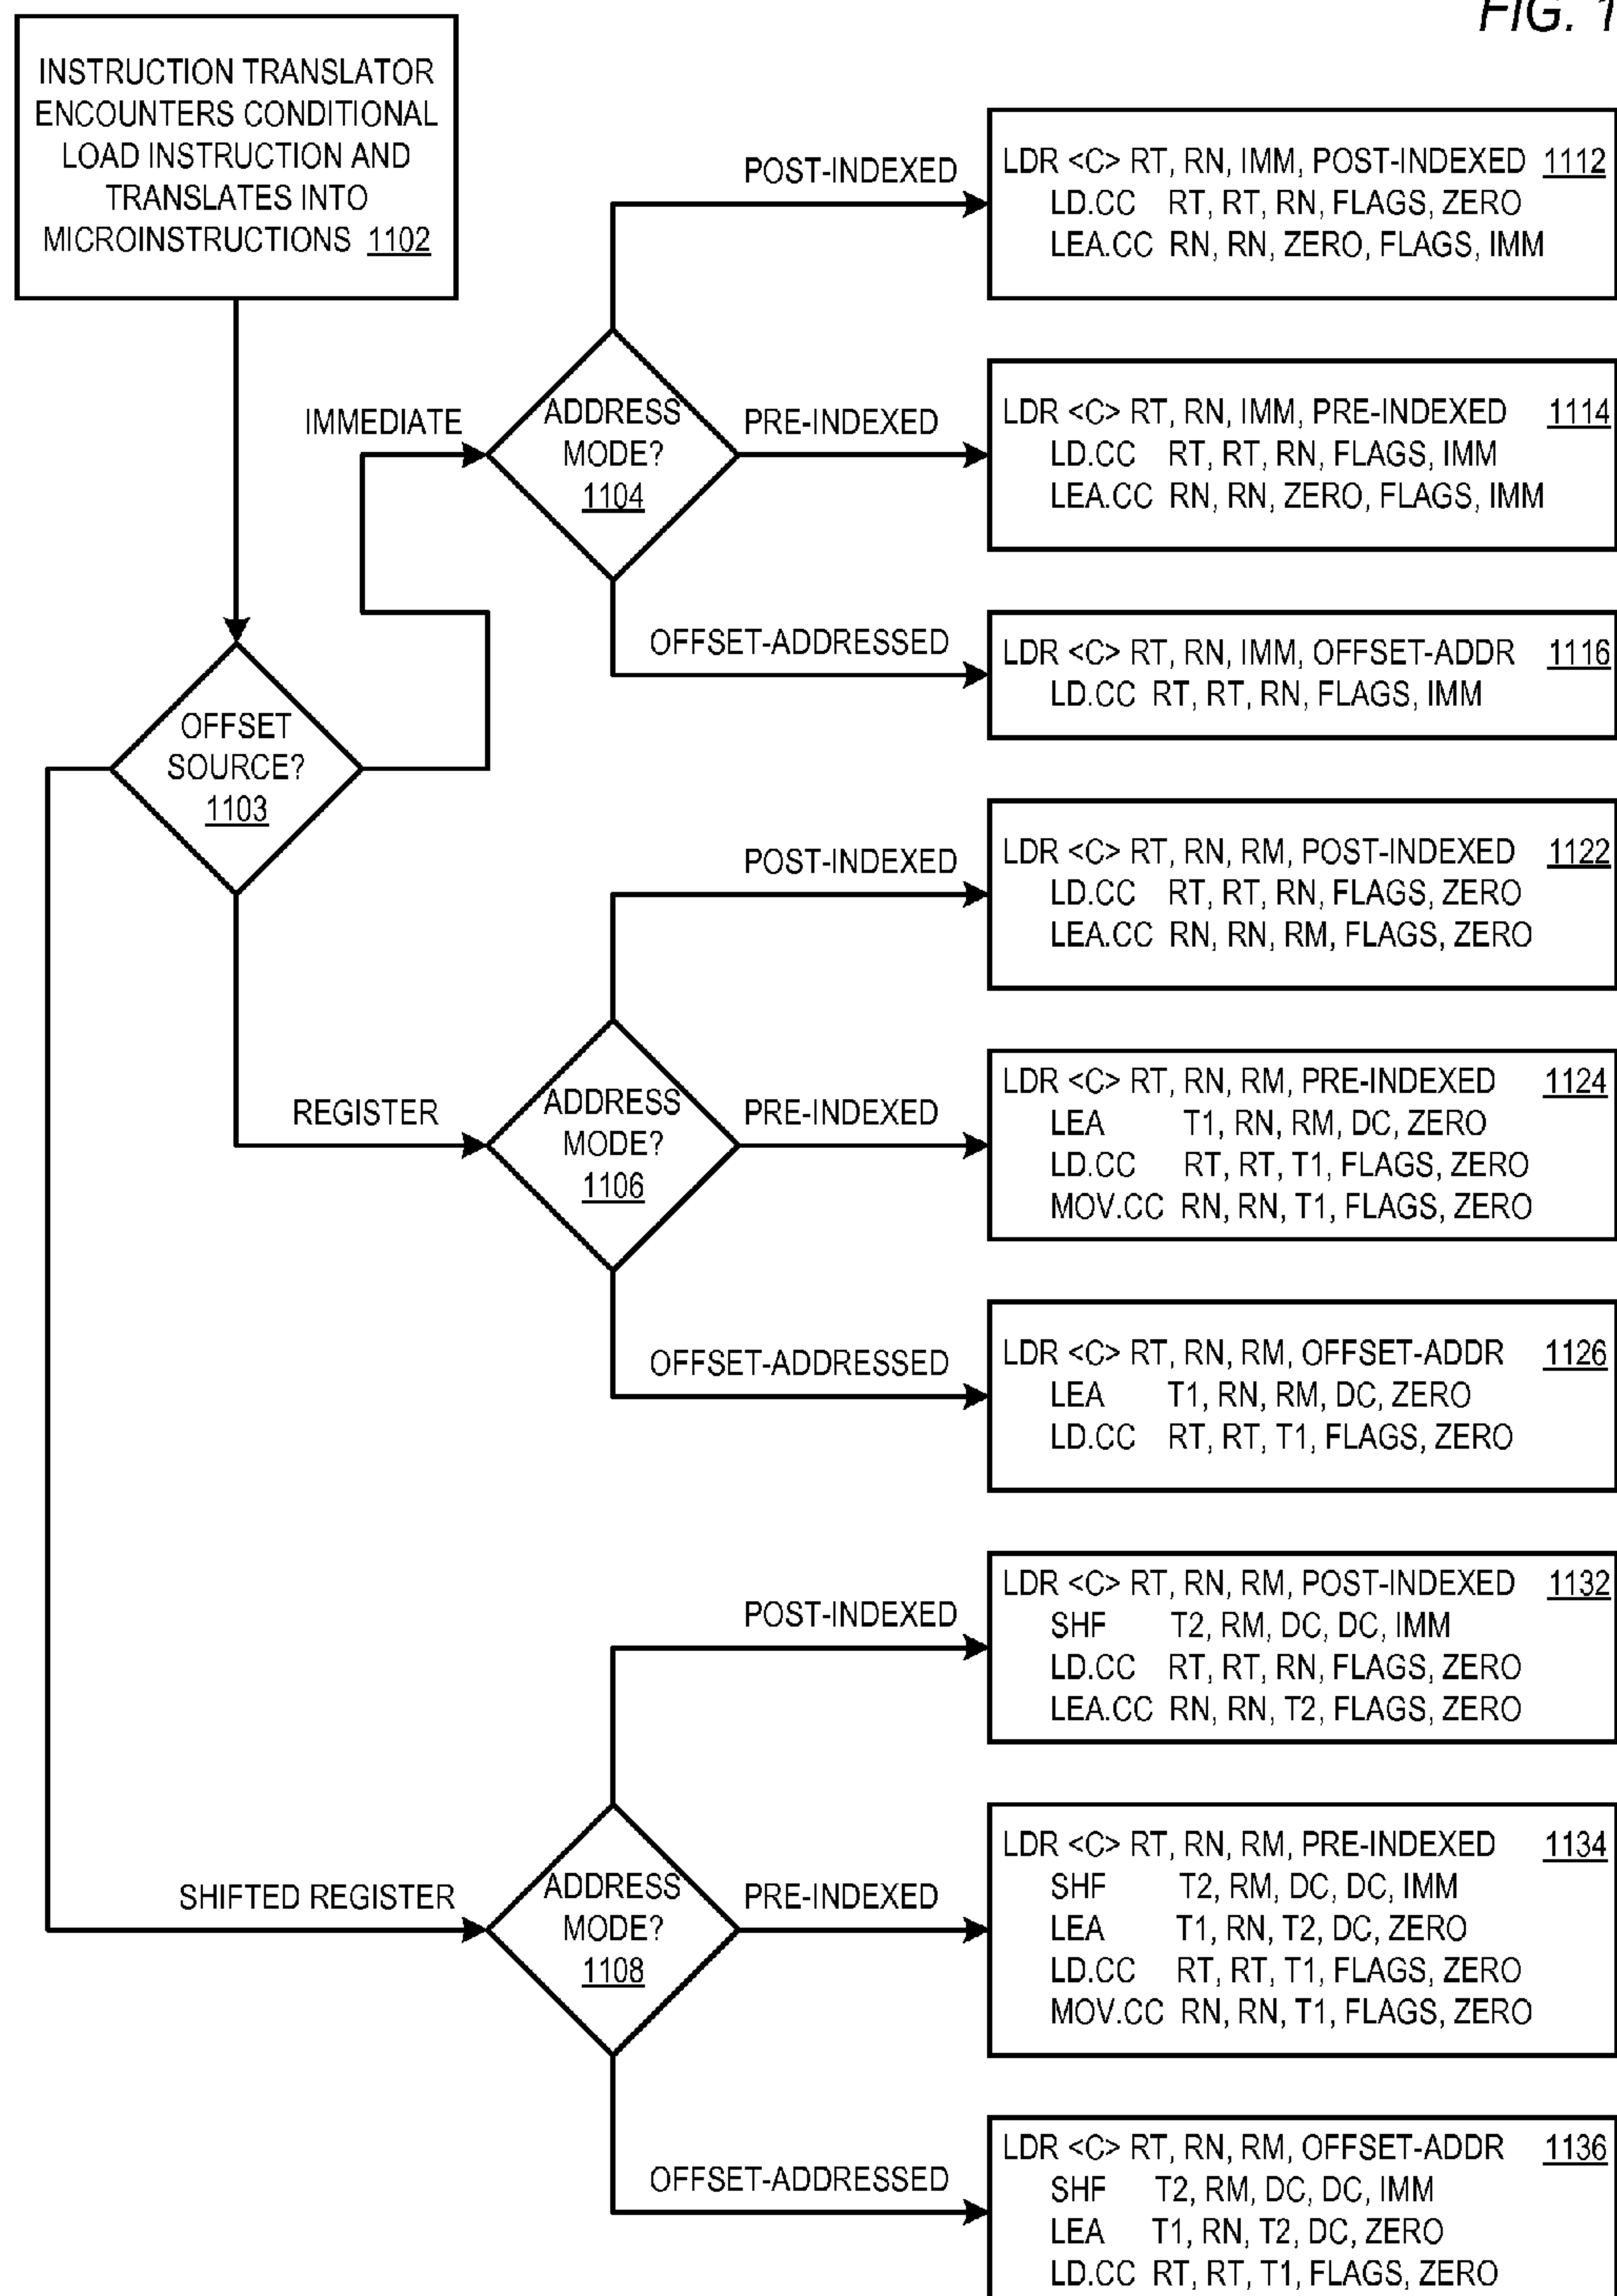 FIG. 1
INSTRUCTION TRANSLATOR
ENCOUNTERS CONDITIONAL
LOAD INSTRUCTION AND
TRANSLATES INTO
MICROINSTRUCTIONS 1102
OFFSET
SOURCE?
1103
IMMEDIATE
ADDRESS
MODE?
1104
POST-INDEXED
LDR <C> RT, RN, IMM, POST-INDEXED 1112
LD.CC RT, RT, RN, FLAGS, ZERO
LEA.CC RN, RN, ZERO, FLAGS, IMM
PRE-INDEXED
LDR <C> RT, RN, IMM, PRE-INDEXED 1114
LD.CC RT, RT, RN, FLAGS, IMM
LEA.CC RN, RN, ZERO, FLAGS, IMM
OFFSET-ADDRESSED
LDR <C> RT, RN, IMM, OFFSET-ADDR 1116
LD.CC RT, RT, RN, FLAGS, IMM
REGISTER
ADDRESS
MODE?
1106
POST-INDEXED
LDR <C> RT, RN, RM, POST-INDEXED 1122
LD.CC RT, RT, RN, FLAGS, ZERO
LEA.CC RN, RN, RM, FLAGS, ZERO
PRE-INDEXED
LDR <C> RT, RN, RM, PRE-INDEXED 1124
LEA T1, RN, RM, DC, ZERO
LD.CC RT, RT, T1, FLAGS, ZERO
MOV.CC RN, RN, T1, FLAGS, ZERO
OFFSET-ADDRESSED
LDR <C> RT, RN, RM, OFFSET-ADDR 1126
LEA T1, RN, RM, DC, ZERO
LD.CC RT, RT, T1, FLAGS, ZERO
SHIFTED REGISTER
ADDRESS
MODE?
1108
POST-INDEXED
LDR <C> RT, RN, RM, POST-INDEXED 1132
SHF T2, RM, DC, DC, IMM
LD.CC RT, RT, RN, FLAGS, ZERO
LEA.CC RN, RN, T2, FLAGS, ZERO
PRE-INDEXED
LDR <C> RT, RN, RM, PRE-INDEXED 1134
SHF T2, RM, DC, DC, IMM
LEA T1, RN, T2, DC, ZERO
LD.CC RT, RT, T1, FLAGS, ZERO
MOV.CC RN, RN, T1, FLAGS, ZERO
OFFSET-ADDRESSED
LDR <C> RT, RN, RM, OFFSET-ADDR 1136
SHF T2, RM, DC, DC, IMM
LEA T1, RN, T2, DC, ZERO
LD.CC RT, RT, T1, FLAGS, ZERO